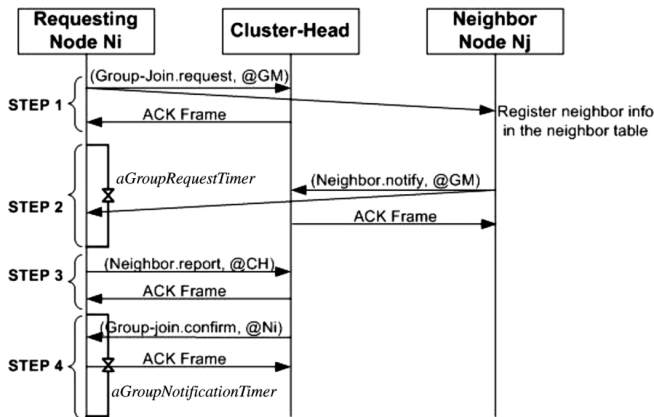 Requesting
Node Ni
Cluster-Head
Neighbor
Node Nj
(Group-Join.request, @GM)
STEP 1
ACK Frame
Register neighbor info
in the neighbor table
aGroupRequestTimer
(Neighbor.notify, @GM)
STEP 2
ACK Frame
(Neighbor.report, @CH)
STEP 3
ACK Frame
(Group-join.confirm, @Ni)
STEP 4
ACK Frame
aGroupNotificationTimer